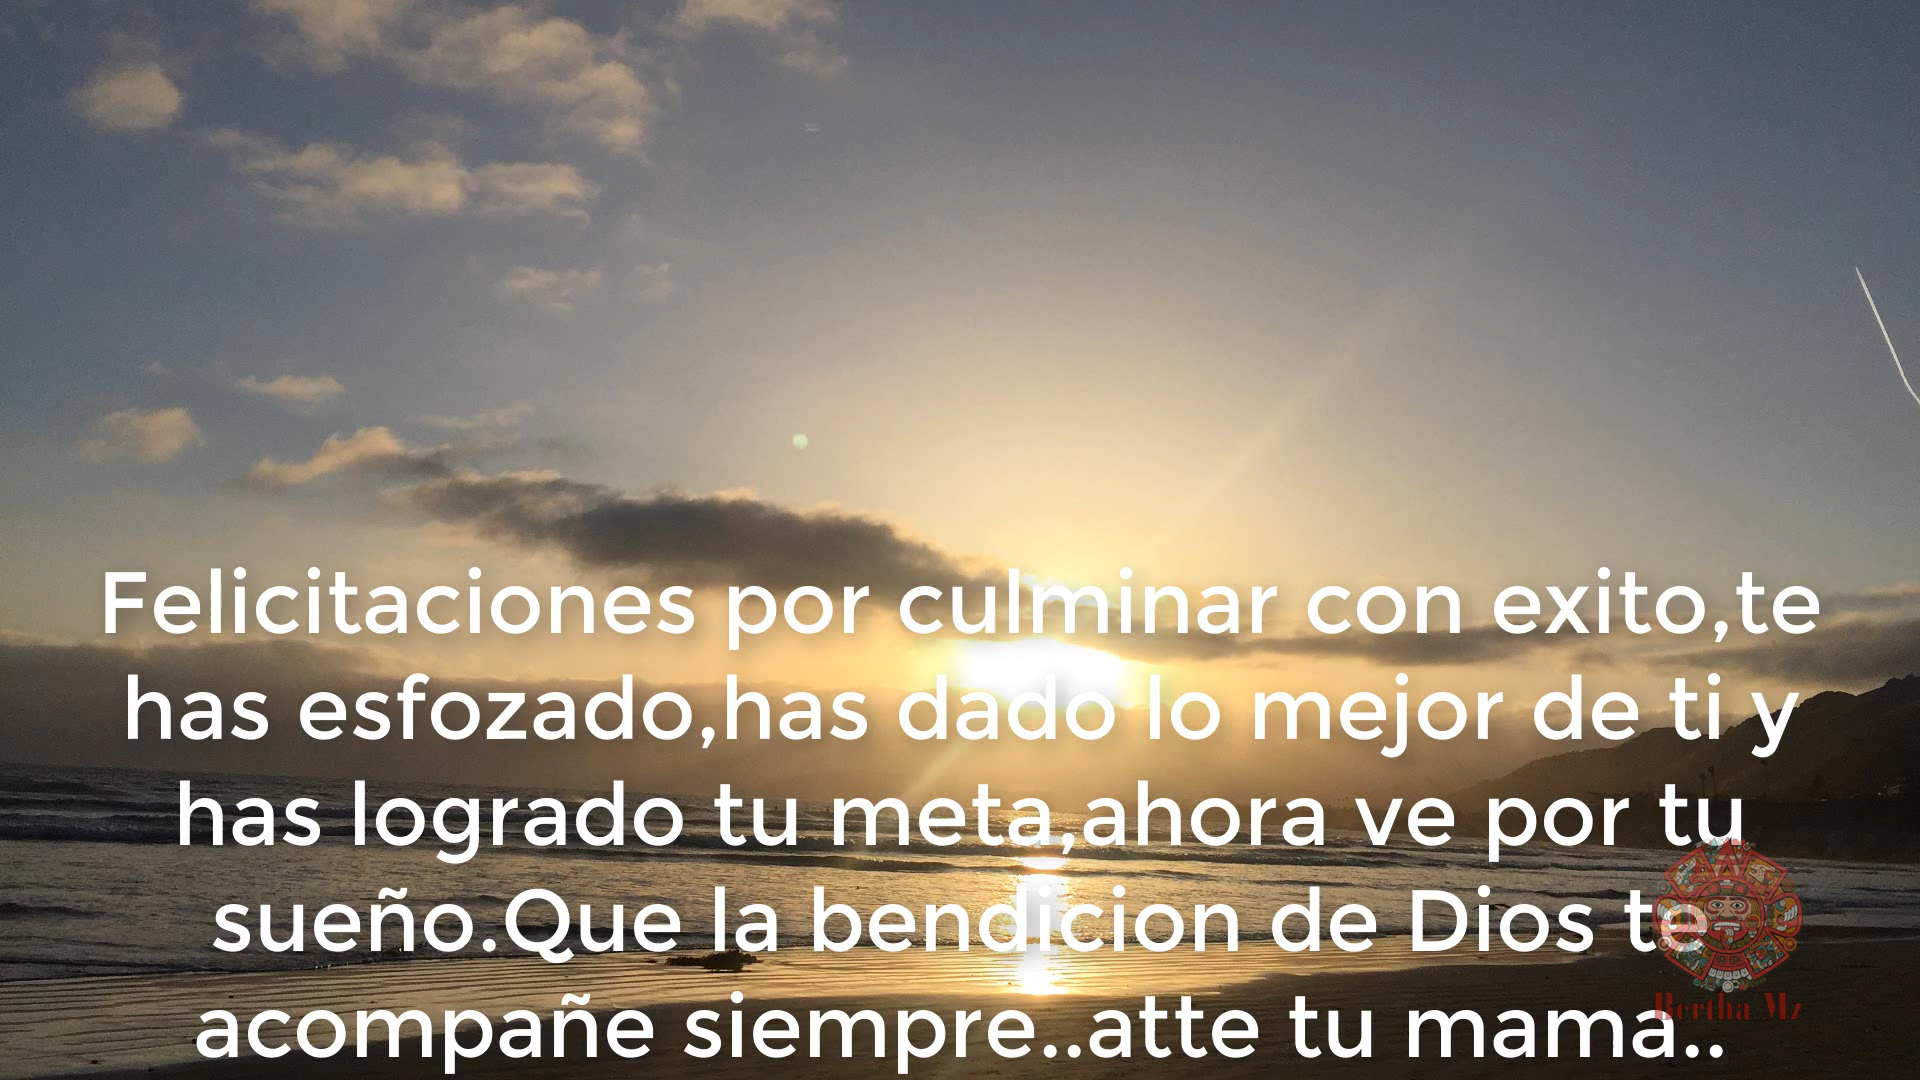 Felicitaciones por culminar con exito,te
has esfozado,has dado lo mejor de ti y
has logrado tu meta,ahora ve por tu
sueño.Que la bendicion de Dios te
acompañe siempre..atte tu mama..
Bertha Mz